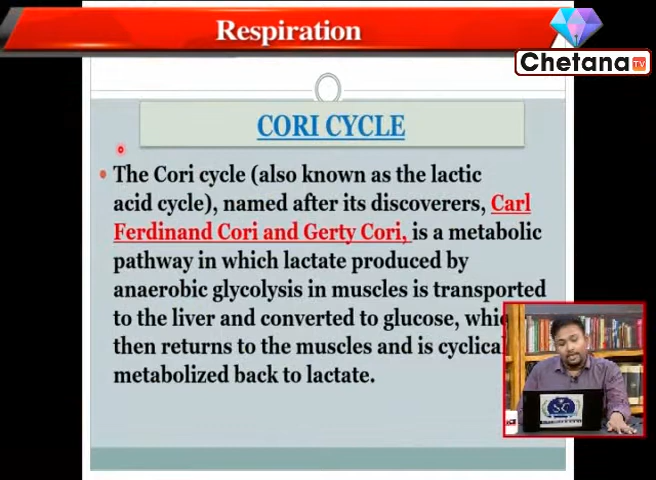 Respiration
Chetana TV
CORI CYCLE
The Cori cycle (also known as the lactic
acid cycle), named after its discoverers, Carl
Ferdinand Cori and Gerty Cori, is a metabolic
pathway in which lactate produced by
anaerobic glycolysis in muscles is transported
to the liver and converted to glucose,
then returns to the muscles and is
metabolized back to lactate.